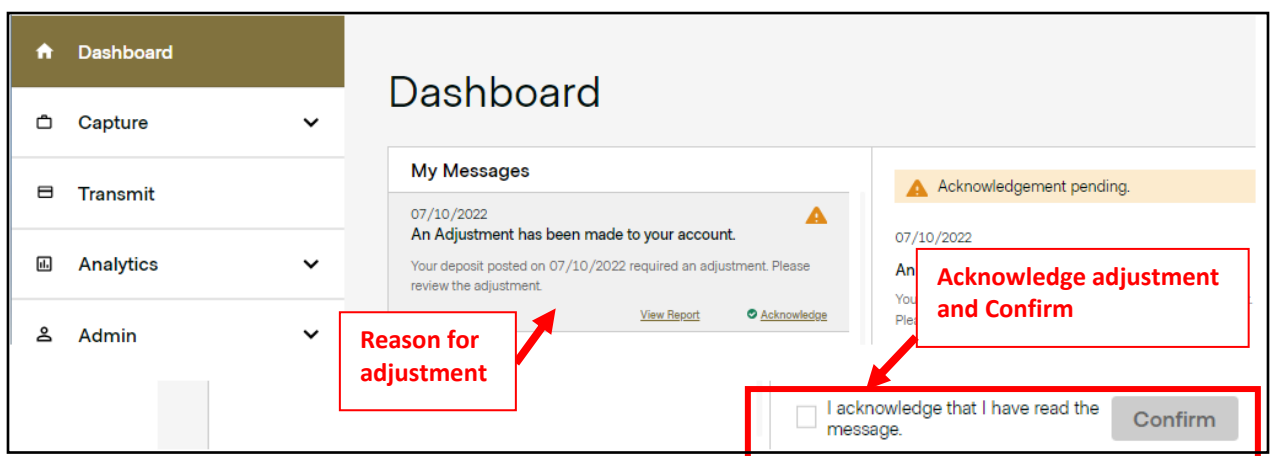 Dashboard
Capture
Transmit
Analytics
Admin
Dashboard
My Messages
07/10/2022
An Adjustment has been made to your account.
Your deposit posted on 07/10/2022 required an adjustment. Please
review the adjustment.
View Report
Acknowledge
Acknowledgement pending.
07/10/2022
An
You
Ple
Reason for
adjustment
Acknowledge adjustment
and Confirm
I acknowledge that I have read the
message.
Confirm